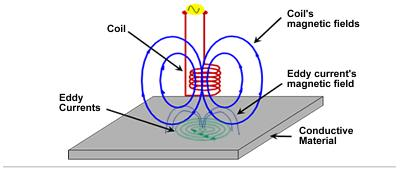 Coil
Coil's
magnetic fields
Eddy current's
magnetic field
Eddy
Currents
Conductive
Material